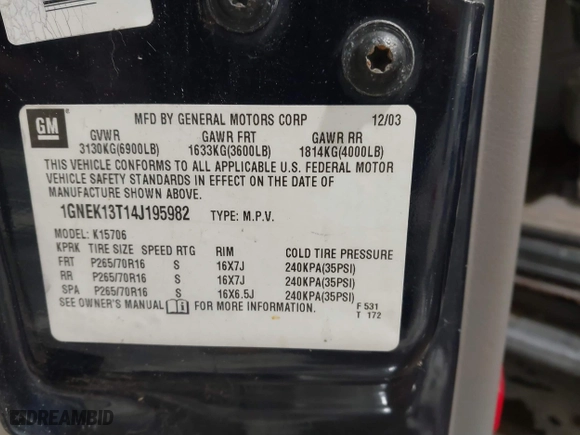 GM
MFD BY GENERAL MOTORS CORP 12/03
GVWR GAWR FRT GAWR RR
3130KG(6900LB) 1633KG(3600LB) 1814KG(4000LB)
THIS VEHICLE CONFORMS TO ALL APPLICABLE U.S. FEDERAL MOTOR
VEHICLE SAFETY STANDARDS IN EFFECT ON THE DATE OF
MANUFACTURE SHOWN ABOVE.
1GNEK13T14J195982 TYPE: M.P.V.
MODEL: K15706
KPRK TIRE SIZE SPEED RTG RIM COLD TIRE PRESSURE
FRT P265/70R16 S 16X7J 240KPA(35PSI)
RR P265/70R16 S 16X7J 240KPA(35PSI)
SPA P265/70R16 S 16X6.5J 240KPA(35PSI)
SEE OWNER'S MANUAL FOR MORE INFORMATION. F 531
T 172
DREAMBID